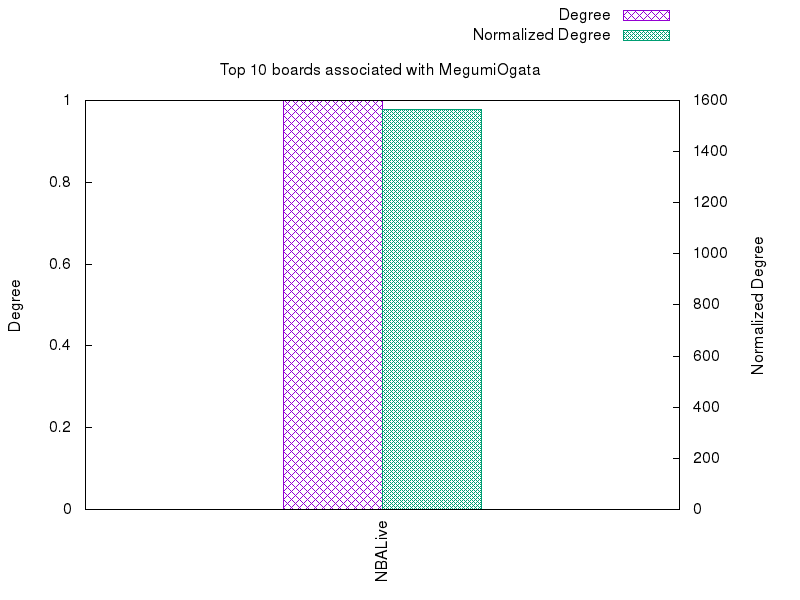 Degree
Normalized Degree
Top 10 boards associated with MegumiOgata
1
0.8
0.6
0.4
0.2
0
1600
1400
1200
1000
800
600
400
200
0
Degree
Normalized Degree
NBALive